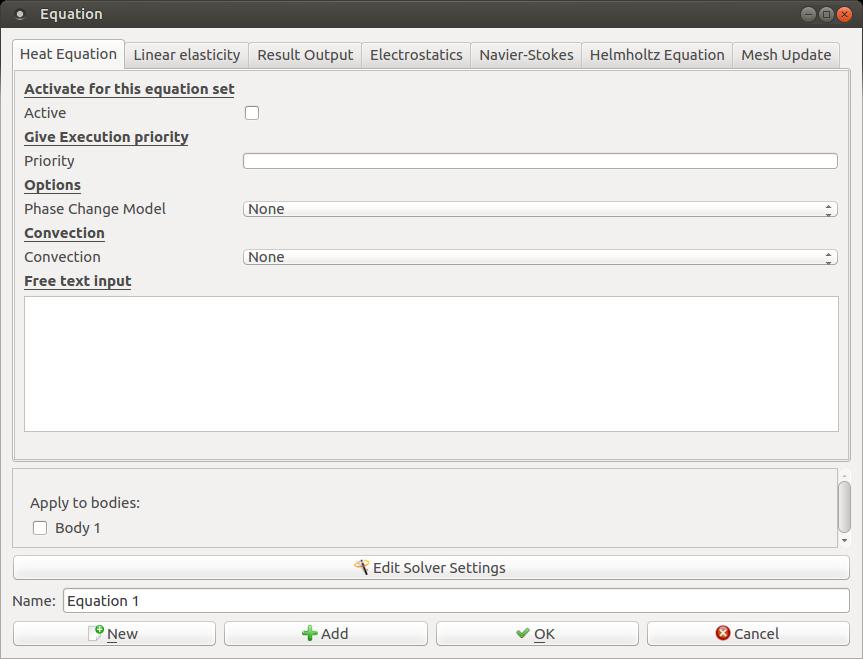 Equation
Heat Equation Linear elasticity Result Output Electrostatics Navier-Stokes Helmholtz Equation Mesh Update
Activate for this equation set
Active
Give Execution priority
Priority
Options
Phase Change Model None
Convection
Convection None
Free text input
Apply to bodies:
Body 1
Edit Solver Settings
Name: Equation 1
New Add OK Cancel